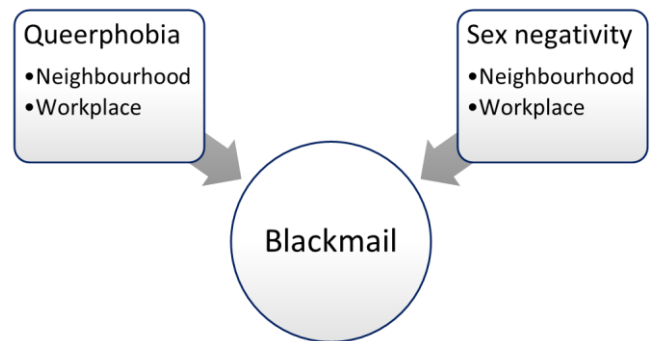 Queerphobia
•Neighbourhood
•Workplace
Sex negativity
•Neighbourhood
•Workplace
Blackmail